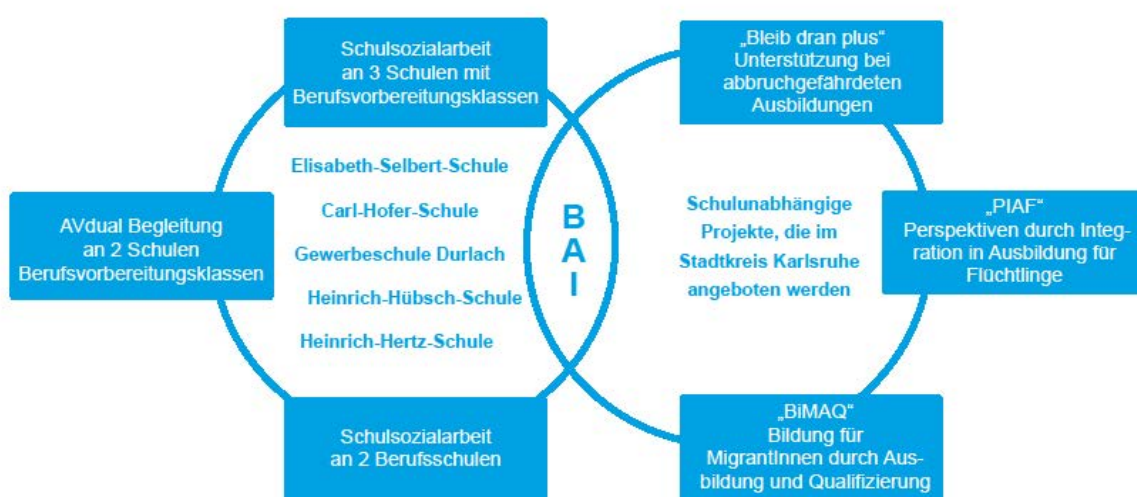 Schulsozialarbeit
an 3 Schulen mit
Berufsvorbereitungsklassen
AVdual Begleitung
an 2 Schulen
Berufsvorbereitungsklassen
Elisabeth-Selbert-Schule
Carl-Hofer-Schule
Gewerbeschule Durlach
Heinrich-Hübsch-Schule
Heinrich-Hertz-Schule
Schulsozialarbeit
an 2 Berufsschulen
B
A
I
„Bleib dran plus“
Unterstützung bei
abbruchgefährdeten
Ausbildungen
Schulunabhängige
Projekte, die im
Stadtkreis Karlsruhe
angeboten werden
„PIAF“
Perspektiven durch Integ-
ration in Ausbildung für
Flüchtlinge
„BiMAQ“
Bildung für
MigrantInnen durch Aus-
bildung und Qualifizierung